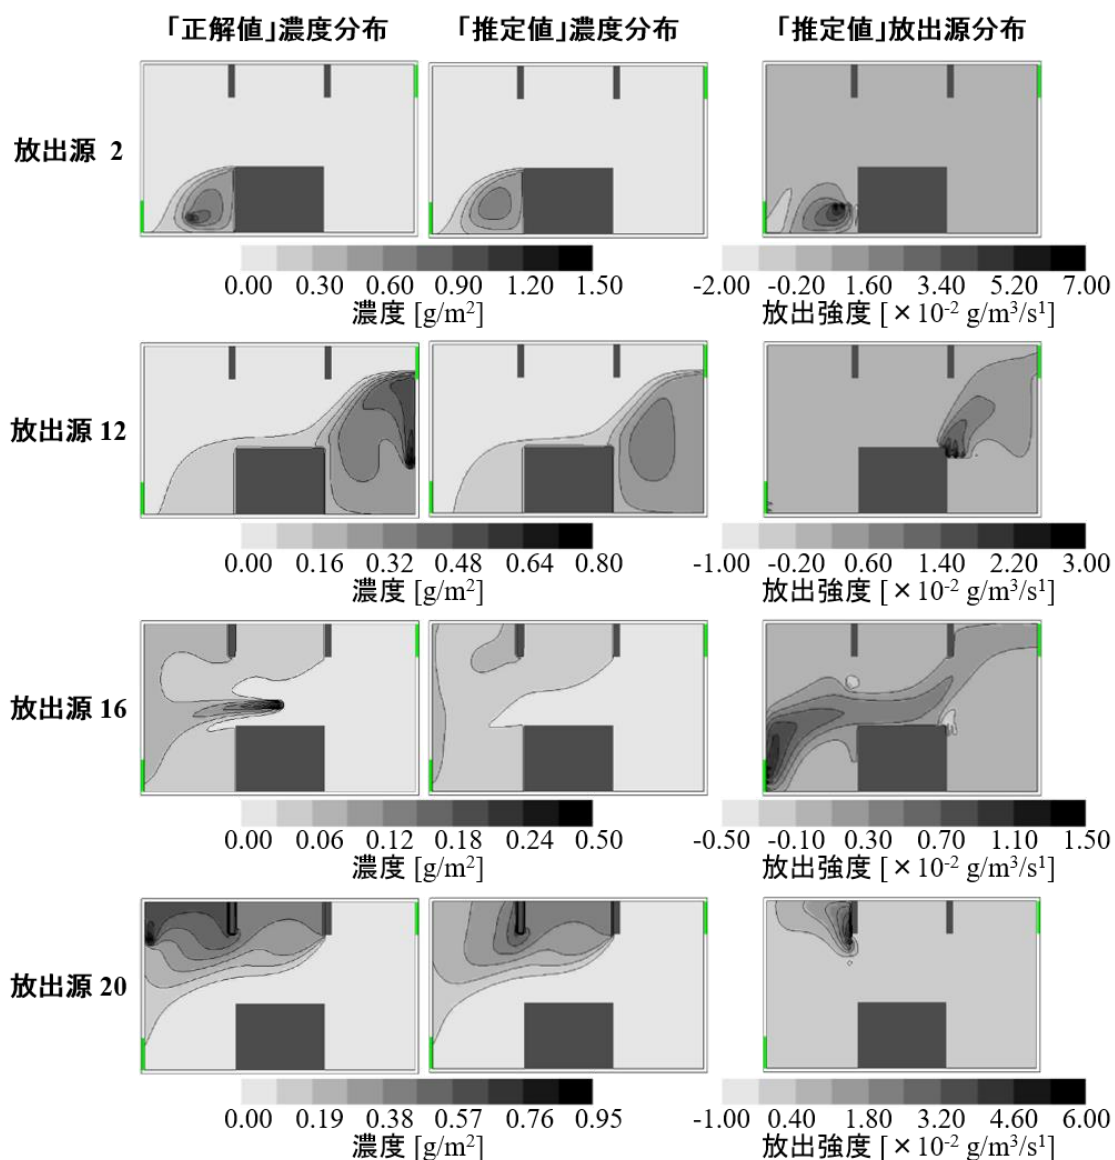 「正解値」濃度分布 「推定値」濃度分布 「推定値」放出源分布
放出源 2
0.00 0.30 0.60 0.90 1.20 1.50 -2.00 -0.20 1.60 3.40 5.20 7.00
濃度 [g/m²] 放出強度 [×10⁻² g/m³/s¹]
放出源 12
0.00 0.16 0.32 0.48 0.64 0.80 -1.00 -0.20 0.60 1.40 2.20 3.00
濃度 [g/m²] 放出強度 [×10⁻² g/m³/s¹]
放出源 16
0.00 0.06 0.12 0.18 0.24 0.50 -0.50 -0.10 0.30 0.70 1.10 1.50
濃度 [g/m²] 放出強度 [×10⁻² g/m³/s¹]
放出源 20
0.00 0.19 0.38 0.57 0.76 0.95 -1.00 0.40 1.80 3.20 4.60 6.00
濃度 [g/m²] 放出強度 [×10⁻² g/m³/s¹]